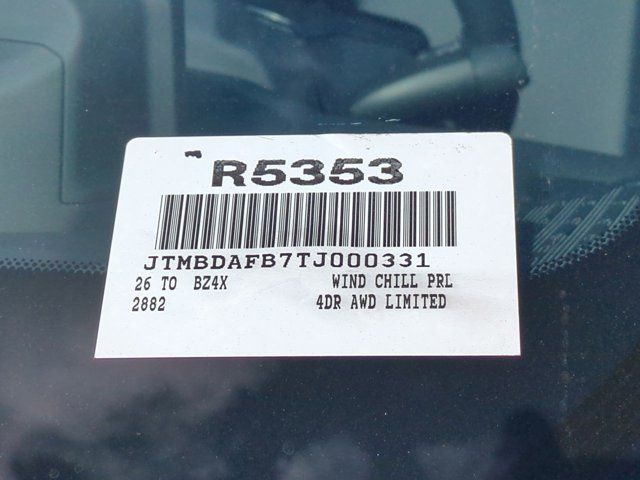 R5353
JTMBDAFB7TJ000331
26 TO BZ4X WIND CHILL PRL
2882 4DR AWD LIMITED